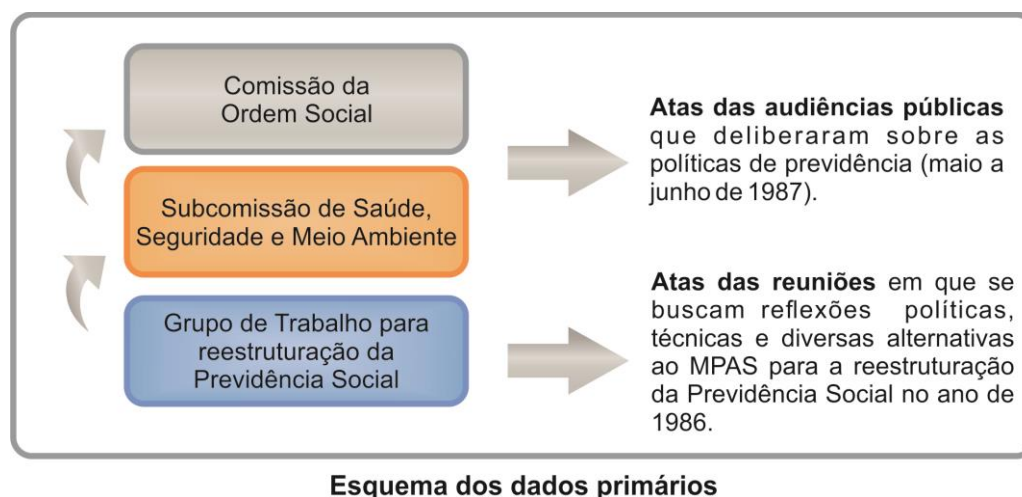 Comissão da
Ordem Social
Subcomissão de Saúde,
Seguridade e Meio Ambiente
Grupo de Trabalho para
reestruturação da
Previdência Social
Atas das audiências públicas
que deliberaram sobre as
políticas de previdência (maio a
junho de 1987).
Atas das reuniões em que se
buscam reflexões políticas,
técnicas e diversas alternativas
ao MPAS para a reestruturação
da Previdência Social no ano de
1986.
Esquema dos dados primários